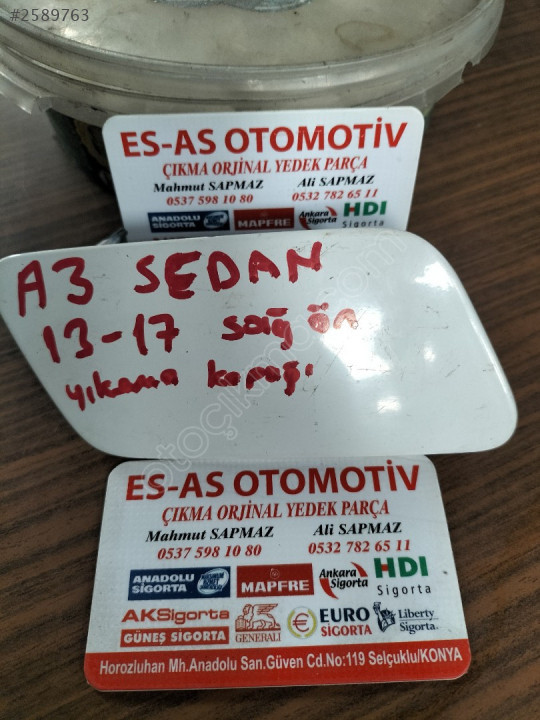 #2589763
ES-AS OTOMOTİV
ÇIKMA ORJİNAL YEDEK PARÇA
Mahmut SAPMAZ Ali SAPMAZ
0537 598 10 80 0532 782 65 11
ANADOLU SİGORTA MAPFRE Ankara Sigorta HDI Sigorta
A3 SEDAN
13-17 sağ ön
yıkama kapağı
otoçıkma.com
ES-AS OTOMOTİV
ÇIKMA ORJİNAL YEDEK PARÇA
Mahmut SAPMAZ Ali SAPMAZ
0537 598 10 80 0532 782 65 11
ANADOLU SİGORTA MAPFRE Ankara Sigorta HDI Sigorta
AKSigorta GENERALI EURO SİGORTA Liberty Sigorta.
GÜNEŞ SİGORTA
Horozluhan Mh.Anadolu San.Güven Cd.No:119 Selçuklu/KONYA